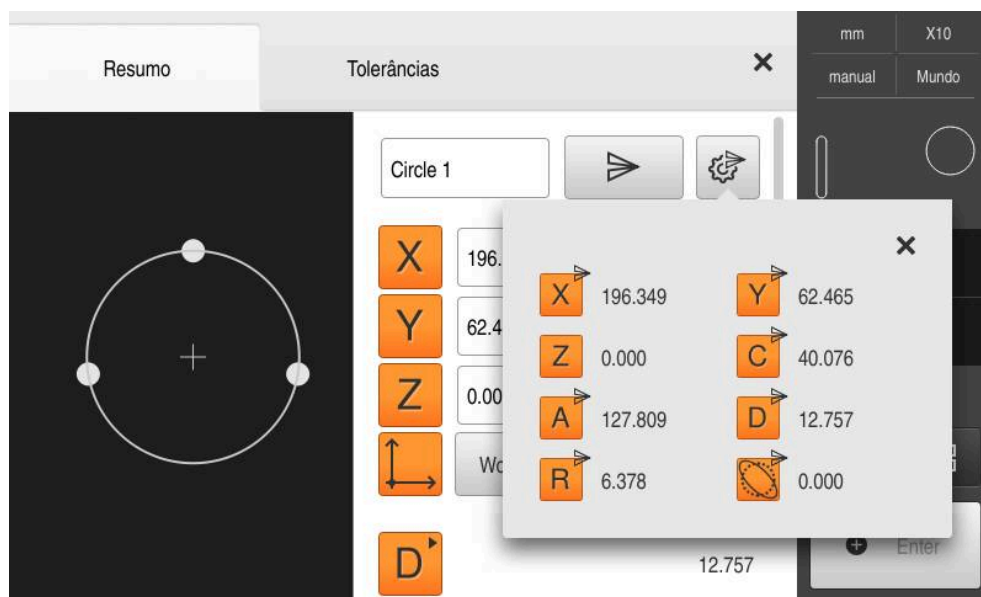 Resumo
Tolerâncias
mm
X10
manual
Mundo
Circle 1
X 196.
Y 62.4
Z 0.00
Wo
D
12.757
X 196.349
Y 62.465
Z 0.000
C 40.076
A 127.809
D 12.757
R 6.378
0.000
Enter